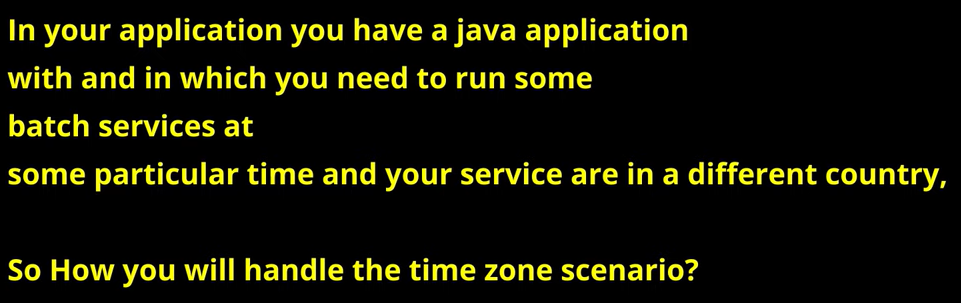 In your application you have a java application
with and in which you need to run some
batch services at
some particular time and your service are in a different country,
So How you will handle the time zone scenario?